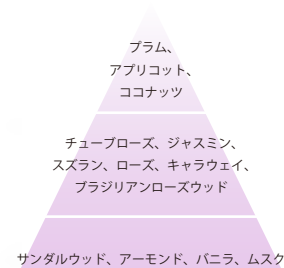 プラム、
アプリコット、
ココナッツ
チューブローズ、ジャスミン、
スズラン、ローズ、キャラウェイ、
ブラジリアンローズウッド
サンダルウッド、アーモンド、バニラ、ムスク